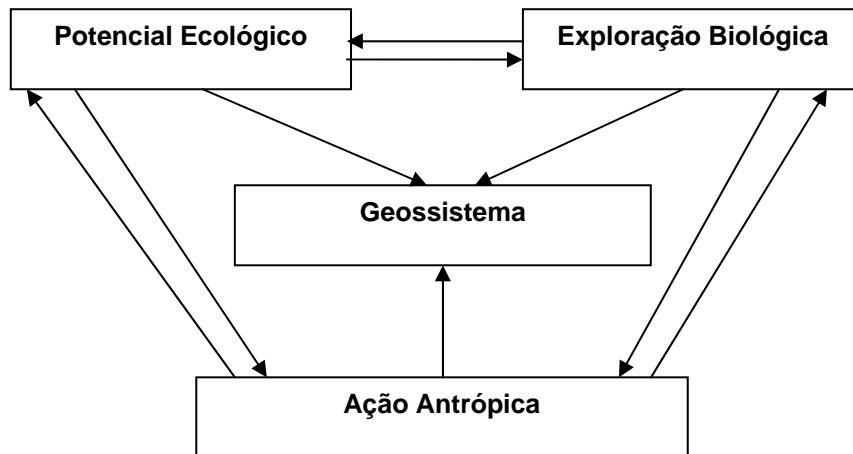 Potencial Ecológico
Exploração Biológica
Geossistema
Ação Antrópica